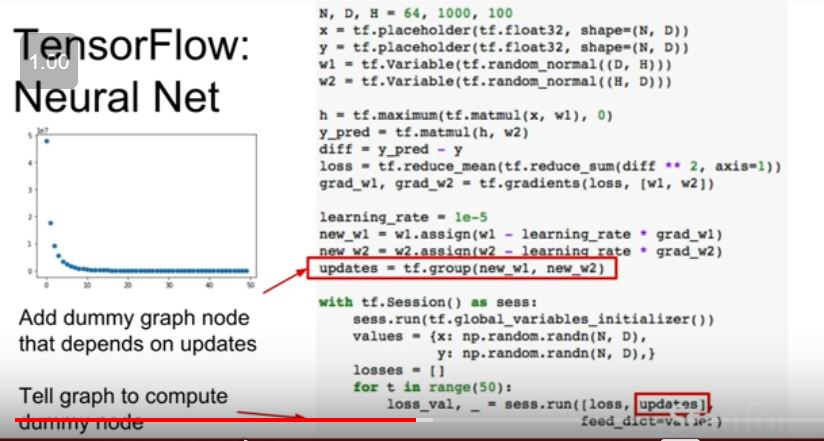 TensorFlow:
1.00
Neural Net
1e7
5
4
3
2
1
0
0 10 20 30 40 50
Add dummy graph node
that depends on updates
Tell graph to compute
dummy node
N, D, H = 64, 1000, 100
x = tf.placeholder(tf.float32, shape=(N, D))
y = tf.placeholder(tf.float32, shape=(N, D))
w1 = tf.Variable(tf.random_normal((D, H)))
w2 = tf.Variable(tf.random_normal((H, D)))
h = tf.maximum(tf.matmul(x, w1), 0)
y_pred = tf.matmul(h, w2)
diff = y_pred - y
loss = tf.reduce_mean(tf.reduce_sum(diff ** 2, axis=1))
grad_w1, grad_w2 = tf.gradients(loss, [w1, w2])
learning_rate = 1e-5
new_w1 = w1.assign(w1 - learning_rate * grad_w1)
new_w2 = w2.assign(w2 - learning_rate * grad_w2)
updates = tf.group(new_w1, new_w2)
with tf.Session() as sess:
sess.run(tf.global_variables_initializer())
values = {x: np.random.randn(N, D),
y: np.random.randn(N, D),}
losses = []
for t in range(50):
loss_val, _ = sess.run([loss, updates],
feed_dict=values)